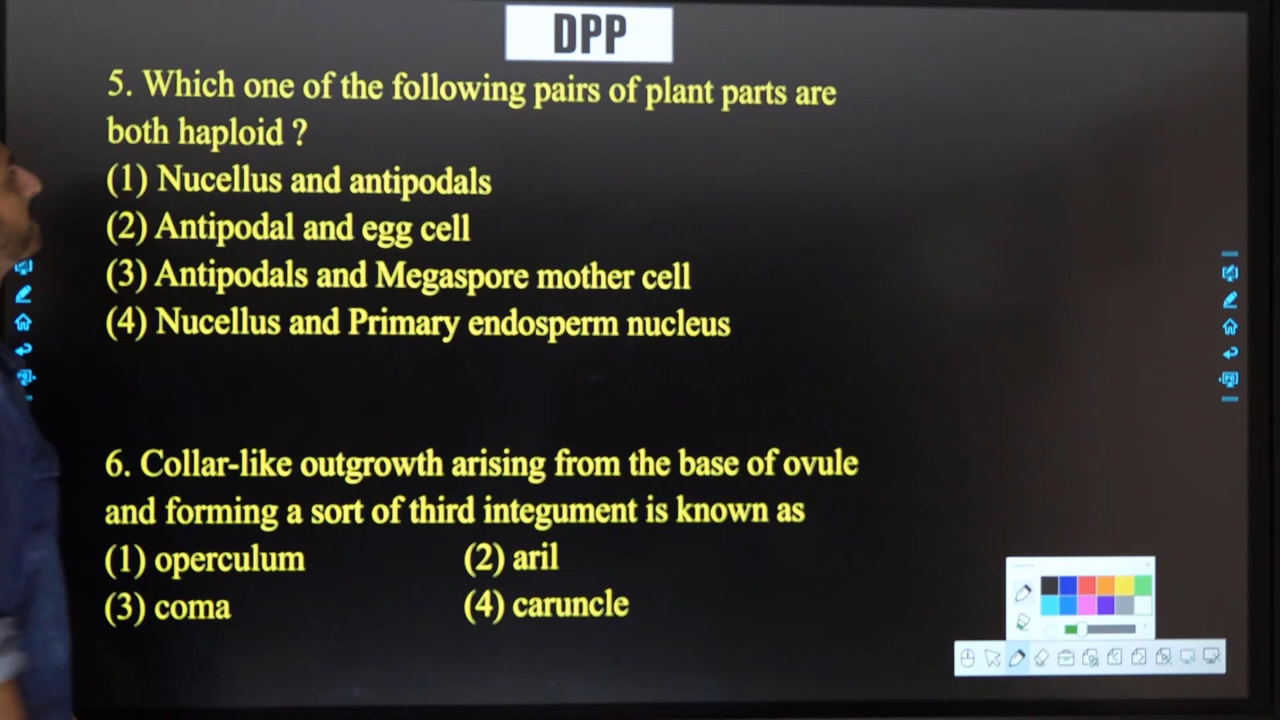 DPP
5. Which one of the following pairs of plant parts are
both haploid ?
(1) Nucellus and antipodals
(2) Antipodal and egg cell
(3) Antipodals and Megaspore mother cell
(4) Nucellus and Primary endosperm nucleus
6. Collar-like outgrowth arising from the base of ovule
and forming a sort of third integument is known as
(1) operculum (2) aril
(3) coma (4) caruncle